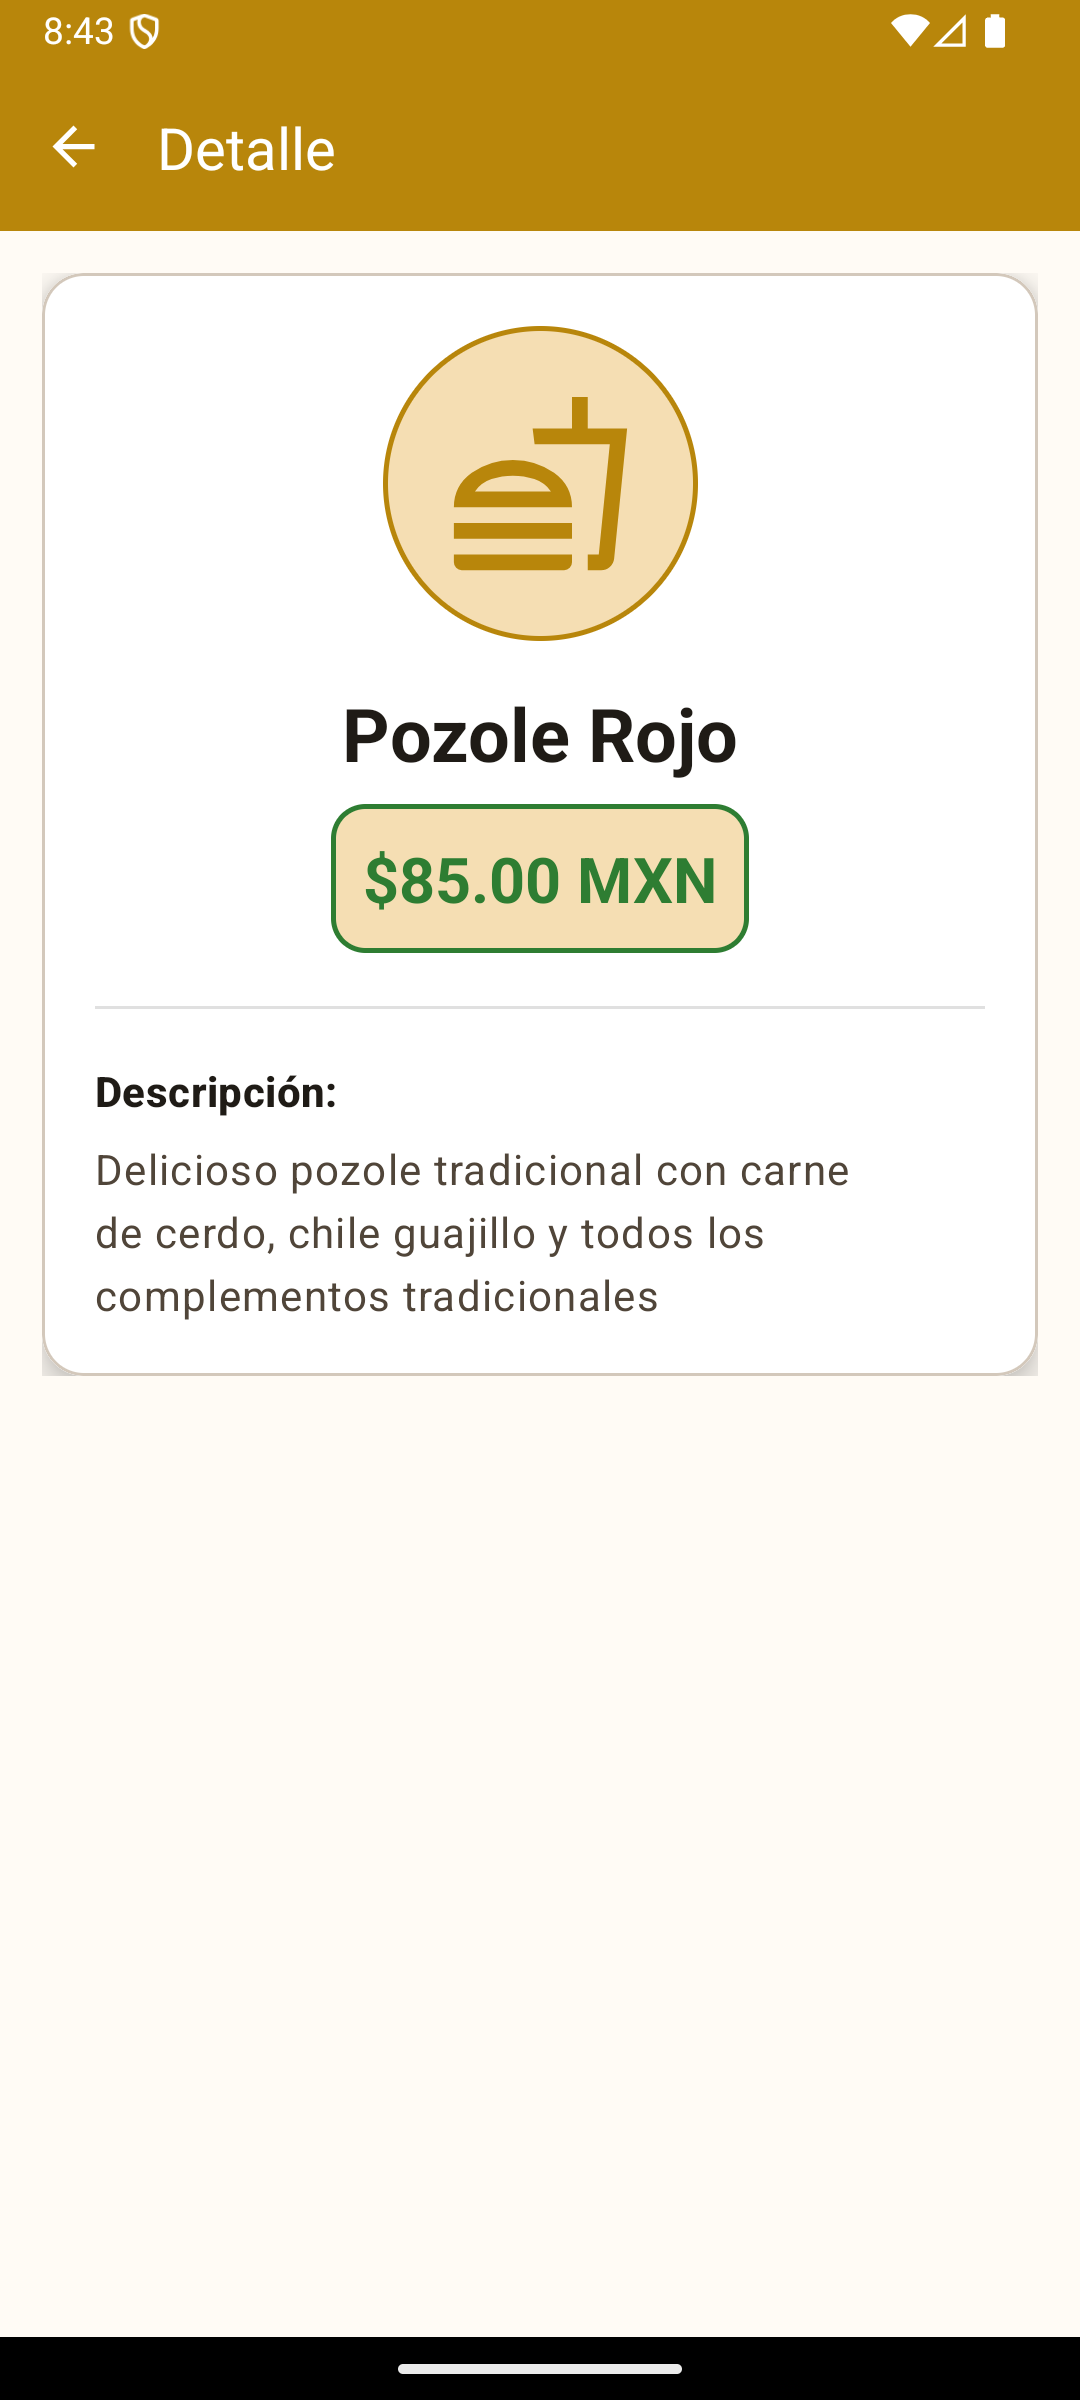 8:43
Detalle
Pozole Rojo
$85.00 MXN
Descripción:
Delicioso pozole tradicional con carne
de cerdo, chile guajillo y todos los
complementos tradicionales